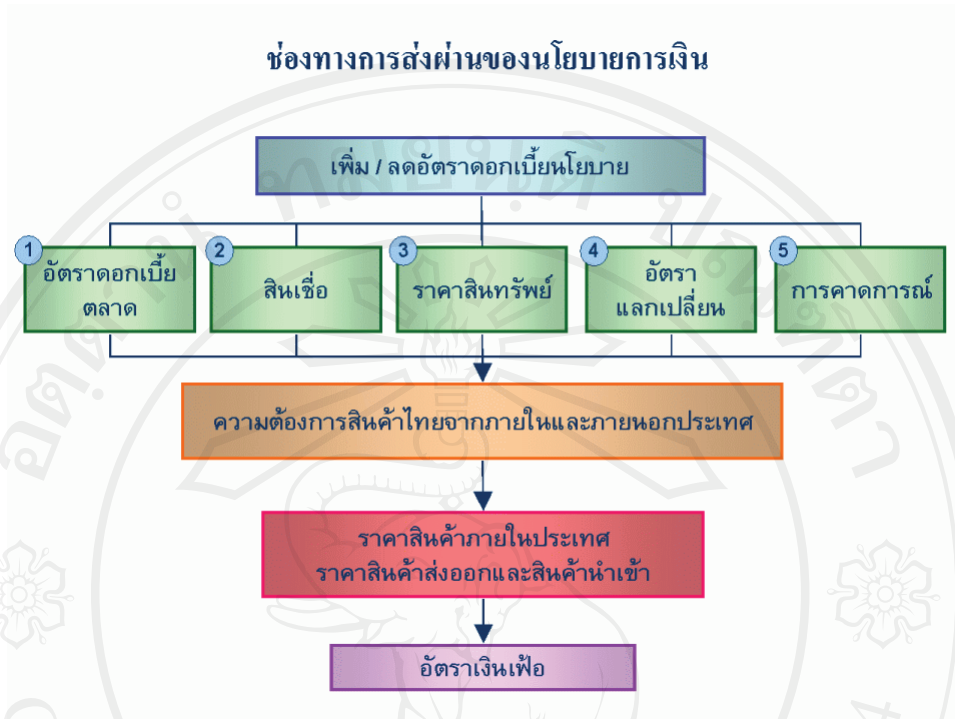 ช่องทางการส่งผ่านของนโยบายการเงิน
เพิ่ม / ลดอัตราดอกเบี้ยนโยบาย
1
อัตราดอกเบี้ย
ตลาด
2
สินเชื่อ
3
ราคาสินทรัพย์
4
อัตรา
แลกเปลี่ยน
5
การคาดการณ์
ความต้องการสินค้าไทยจากภายในและภายนอกประเทศ
ราคาสินค้าภายในประเทศ
ราคาสินค้าส่งออกและสินค้านำเข้า
อัตราเงินเฟ้อ